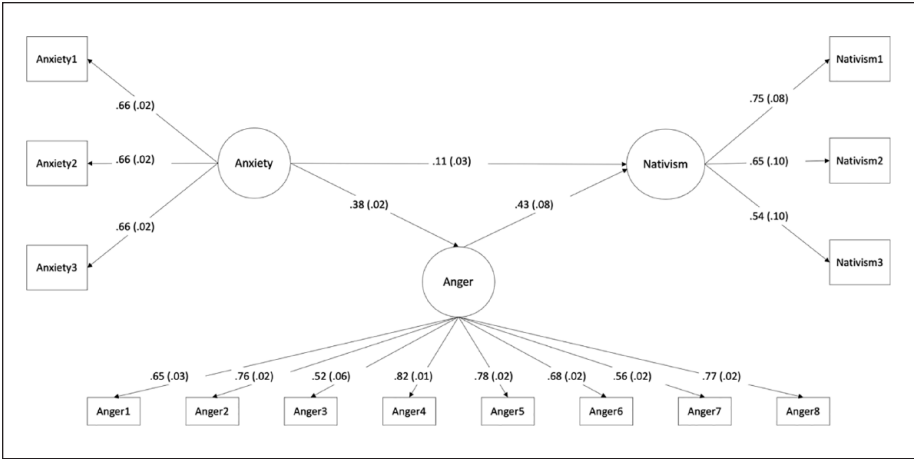 Anxiety1
Nativism1
.66 (.02)
.75 (.08)
Anxiety2
.66 (.02)
Anxiety
.11 (.03)
Nativism
.65 (.10)
Nativism2
.38 (.02)
.43 (.08)
.66 (.02)
.54 (.10)
Anxiety3
Nativism3
Anger
.65 (.03)
.76 (.02)
.52 (.06)
.82 (.01)
.78 (.02)
.68 (.02)
.56 (.02)
.77 (.02)
Anger1
Anger2
Anger3
Anger4
Anger5
Anger6
Anger7
Anger8